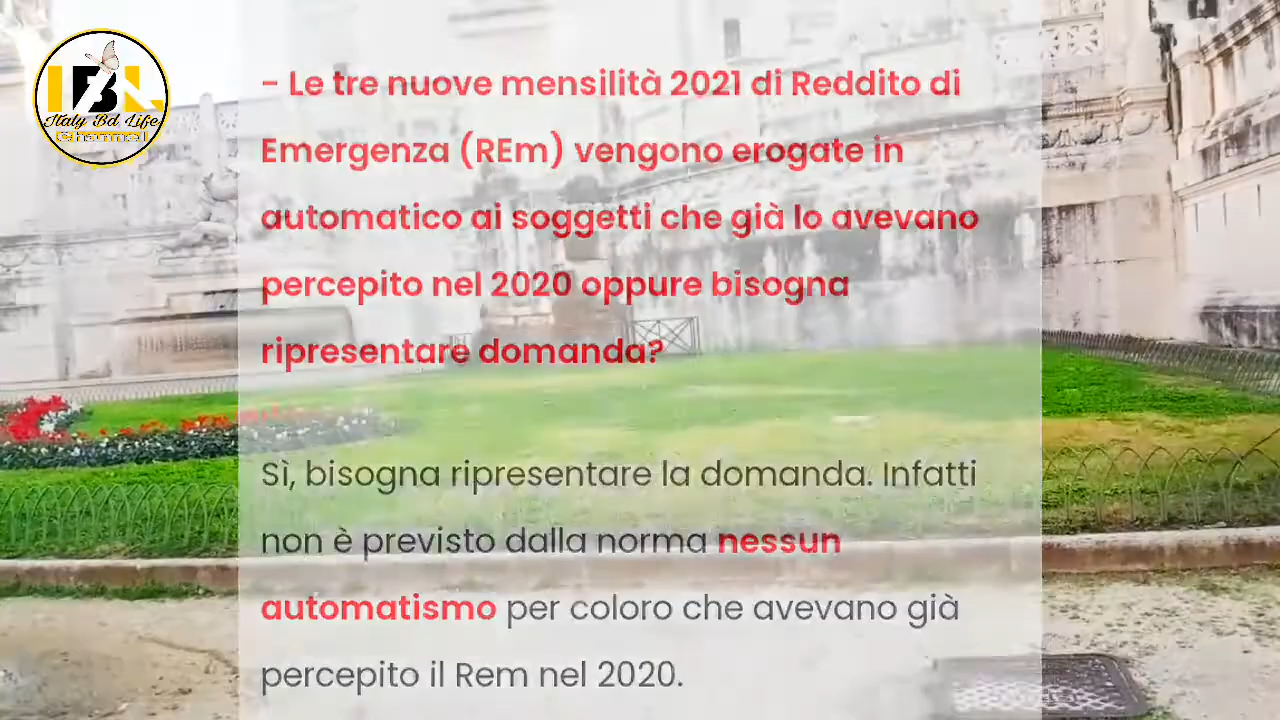 IBL
Italy Bd Life
Channel
- Le tre nuove mensilità 2021 di Reddito di
Emergenza (REm) vengono erogate in
automatico ai soggetti che già lo avevano
percepito nel 2020 oppure bisogna
ripresentare domanda?
Sì, bisogna ripresentare la domanda. Infatti
non è previsto dalla norma nessun
automatismo per coloro che avevano già
percepito il Rem nel 2020.